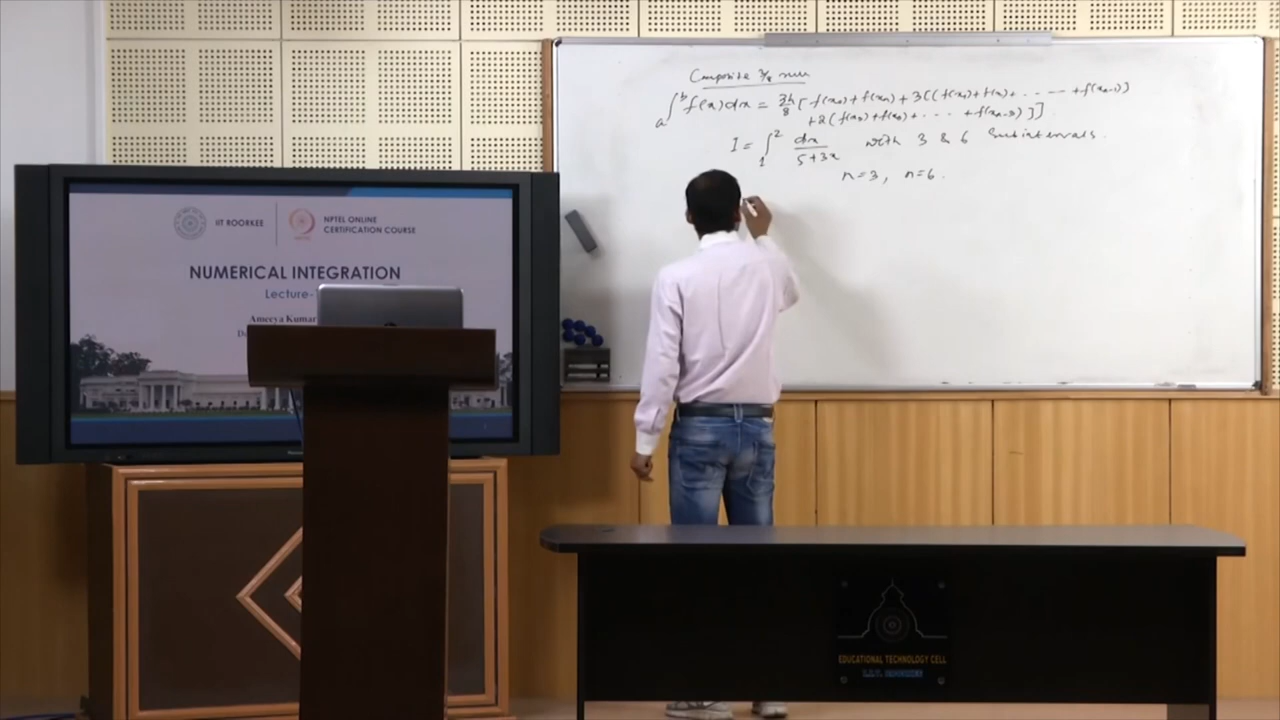 Composite 3/8 rule
a∫b f(x)dx = 3h/8 [ f(x0) + f(xn) + 3[(f(x1) + f(x2) + . . . . . + f(xn-1)]
+ 2( f(x3) + f(x6) + . . . + f(xn-3) ) ]
I = ∫1 2 dx / 5+3x with 3 & 6 Subintervals.
n=3, n=6.
IIT ROORKEE
NPTEL ONLINE
CERTIFICATION COURSE
NUMERICAL INTEGRATION
Lecture-
Ameeya Kumar
EDUCATIONAL TECHNOLOGY CELL
I.I.T. ROORKEE